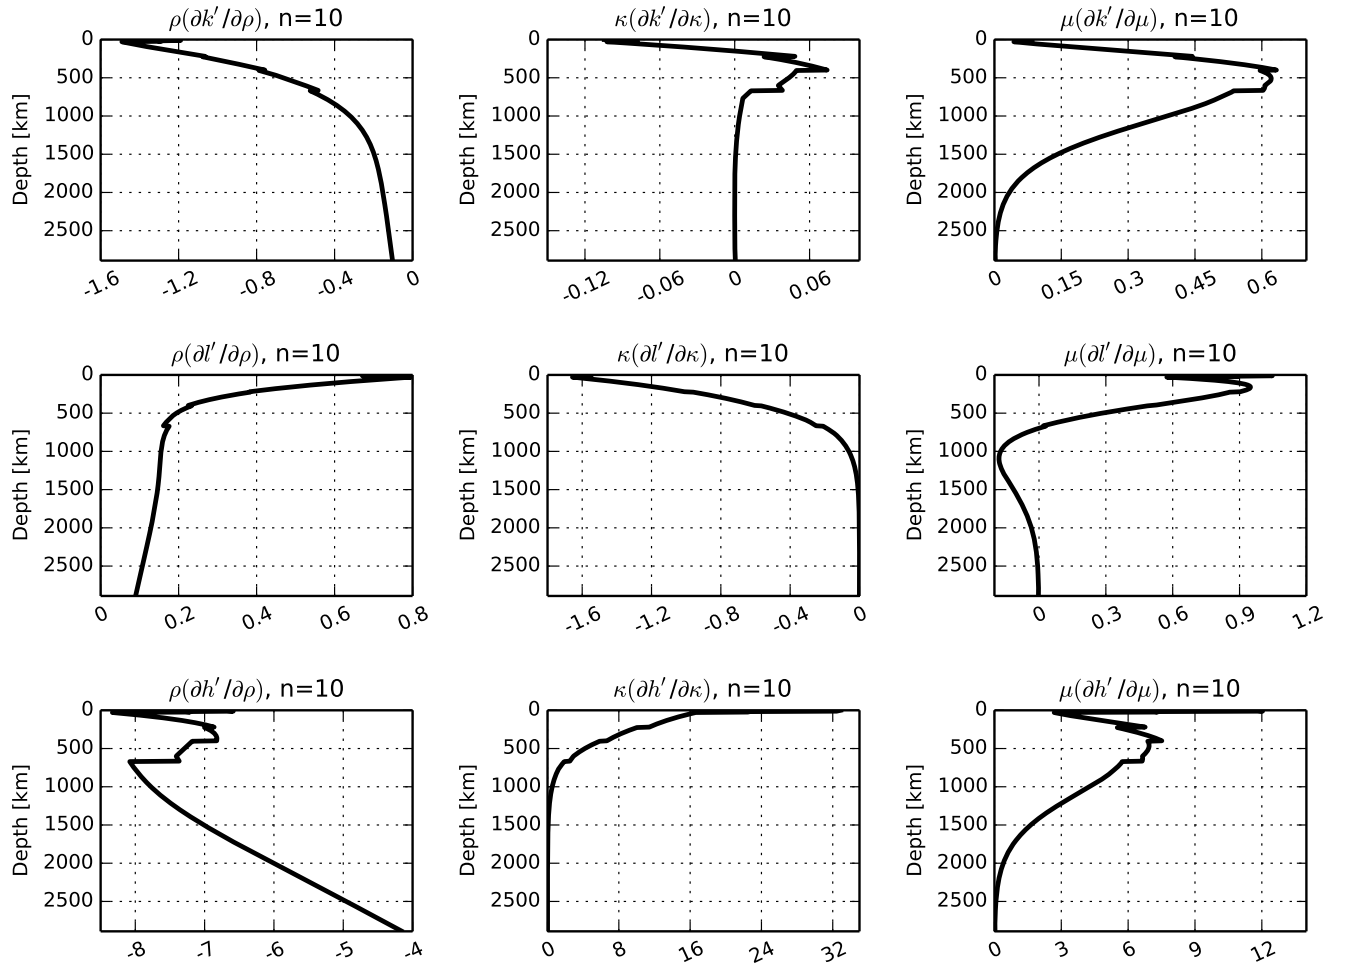 ρ(∂k′/∂ρ), n=10
κ(∂k′/∂κ), n=10
μ(∂k′/∂μ), n=10
Depth [km]
0
500
1000
1500
2000
2500
-1.6 -1.2 -0.8 -0.4 0
Depth [km]
0
500
1000
1500
2000
2500
-0.12 -0.06 0 0.06
Depth [km]
0
500
1000
1500
2000
2500
0 0.15 0.3 0.45 0.6
ρ(∂l′/∂ρ), n=10
κ(∂l′/∂κ), n=10
μ(∂l′/∂μ), n=10
Depth [km]
0
500
1000
1500
2000
2500
0 0.2 0.4 0.6 0.8
Depth [km]
0
500
1000
1500
2000
2500
-1.6 -1.2 -0.8 -0.4 0
Depth [km]
0
500
1000
1500
2000
2500
0 0.3 0.6 0.9 1.2
ρ(∂h′/∂ρ), n=10
κ(∂h′/∂κ), n=10
μ(∂h′/∂μ), n=10
Depth [km]
0
500
1000
1500
2000
2500
-8 -7 -6 -5 -4
Depth [km]
0
500
1000
1500
2000
2500
0 8 16 24 32
Depth [km]
0
500
1000
1500
2000
2500
0 3 6 9 12